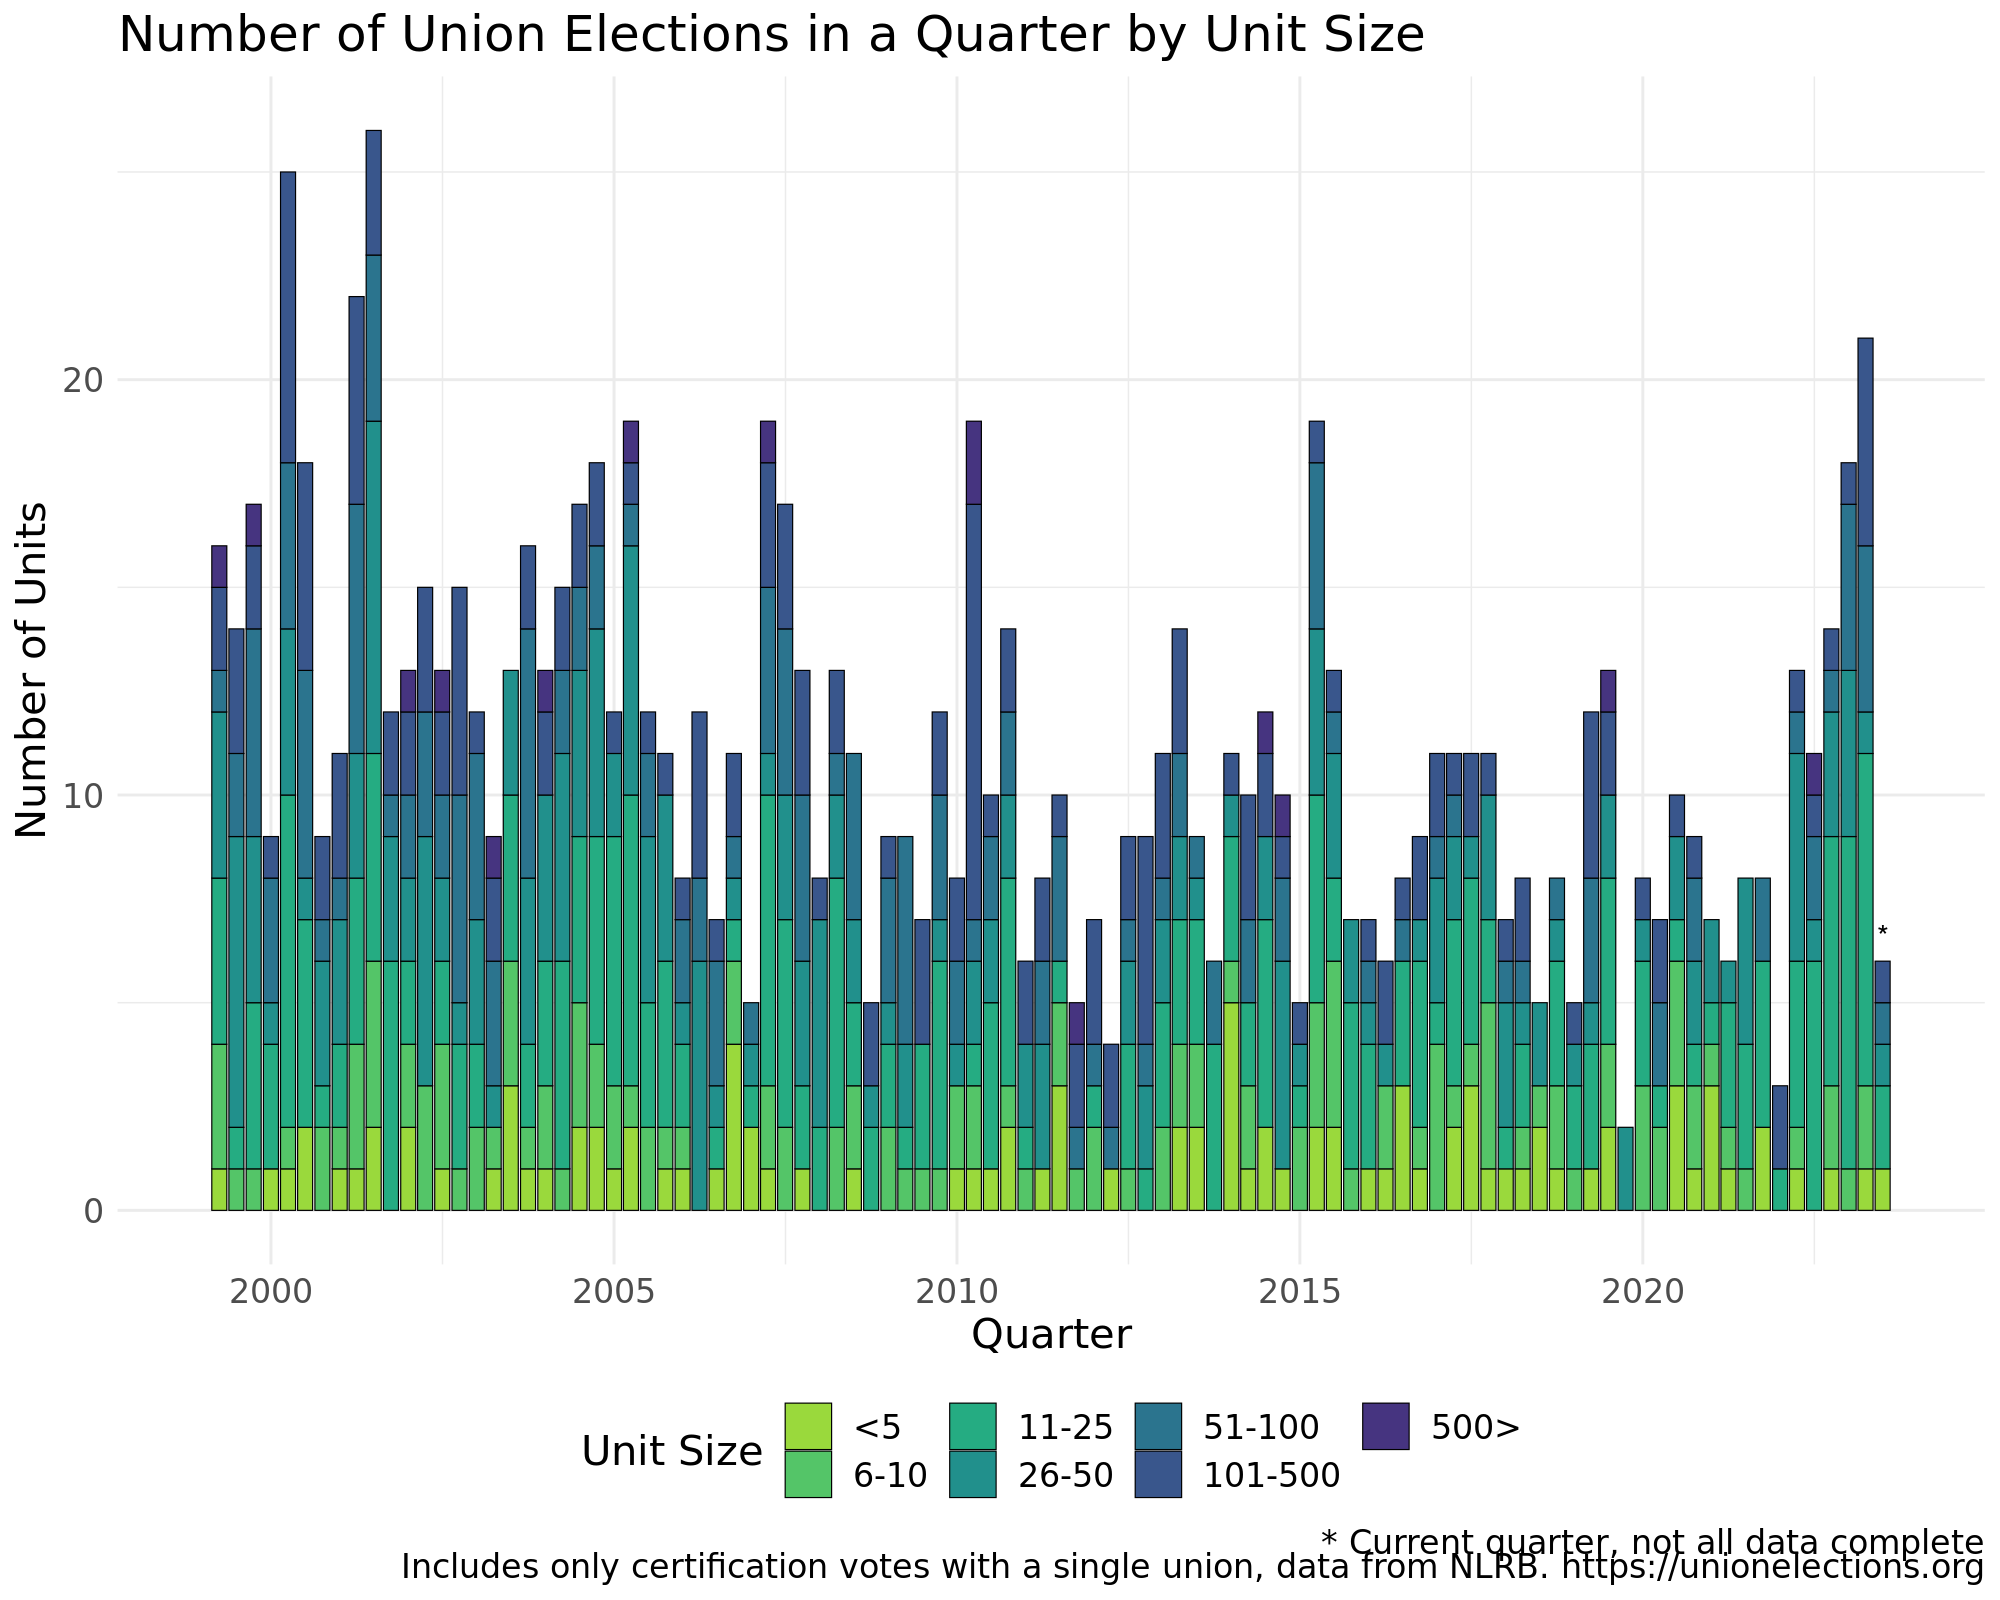 Number of Union Elections in a Quarter by Unit Size
Number of Units
20
10
0
*
2000 2005 2010 2015 2020
Quarter
Unit Size
<5 11-25 51-100 500>
6-10 26-50 101-500
* Current quarter, not all data complete
Includes only certification votes with a single union, data from NLRB. https://unionelections.org